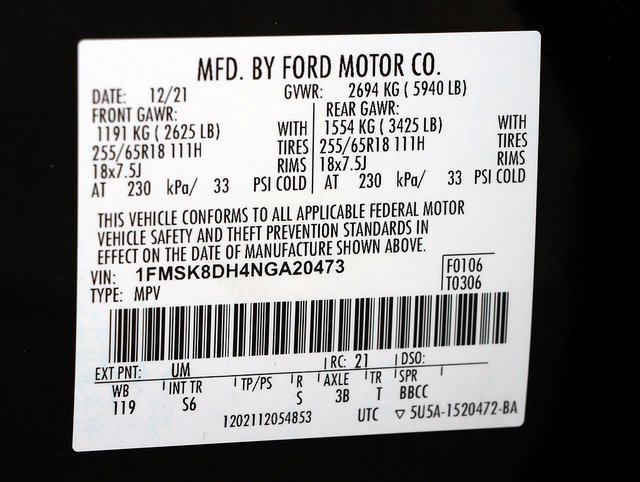 MFD. BY FORD MOTOR CO.
DATE: 12/21 GVWR: 2694 KG ( 5940 LB)
FRONT GAWR: REAR GAWR:
1191 KG ( 2625 LB) WITH 1554 KG ( 3425 LB) WITH
255/65R18 111H TIRES 255/65R18 111H TIRES
18x7.5J RIMS 18x7.5J RIMS
AT 230 kPa/ 33 PSI COLD AT 230 kPa/ 33 PSI COLD
THIS VEHICLE CONFORMS TO ALL APPLICABLE FEDERAL MOTOR
VEHICLE SAFETY AND THEFT PREVENTION STANDARDS IN
EFFECT ON THE DATE OF MANUFACTURE SHOWN ABOVE.
VIN: 1FMSK8DH4NGA20473 F0106
TYPE: MPV T0306
EXT PNT: UM RC: 21 DSO:
WB INT TR TP/PS R AXLE TR SPR
119 S6 S 3B T BBCC
1202112054853 UTC ▽ 5U5A-1520472-BA